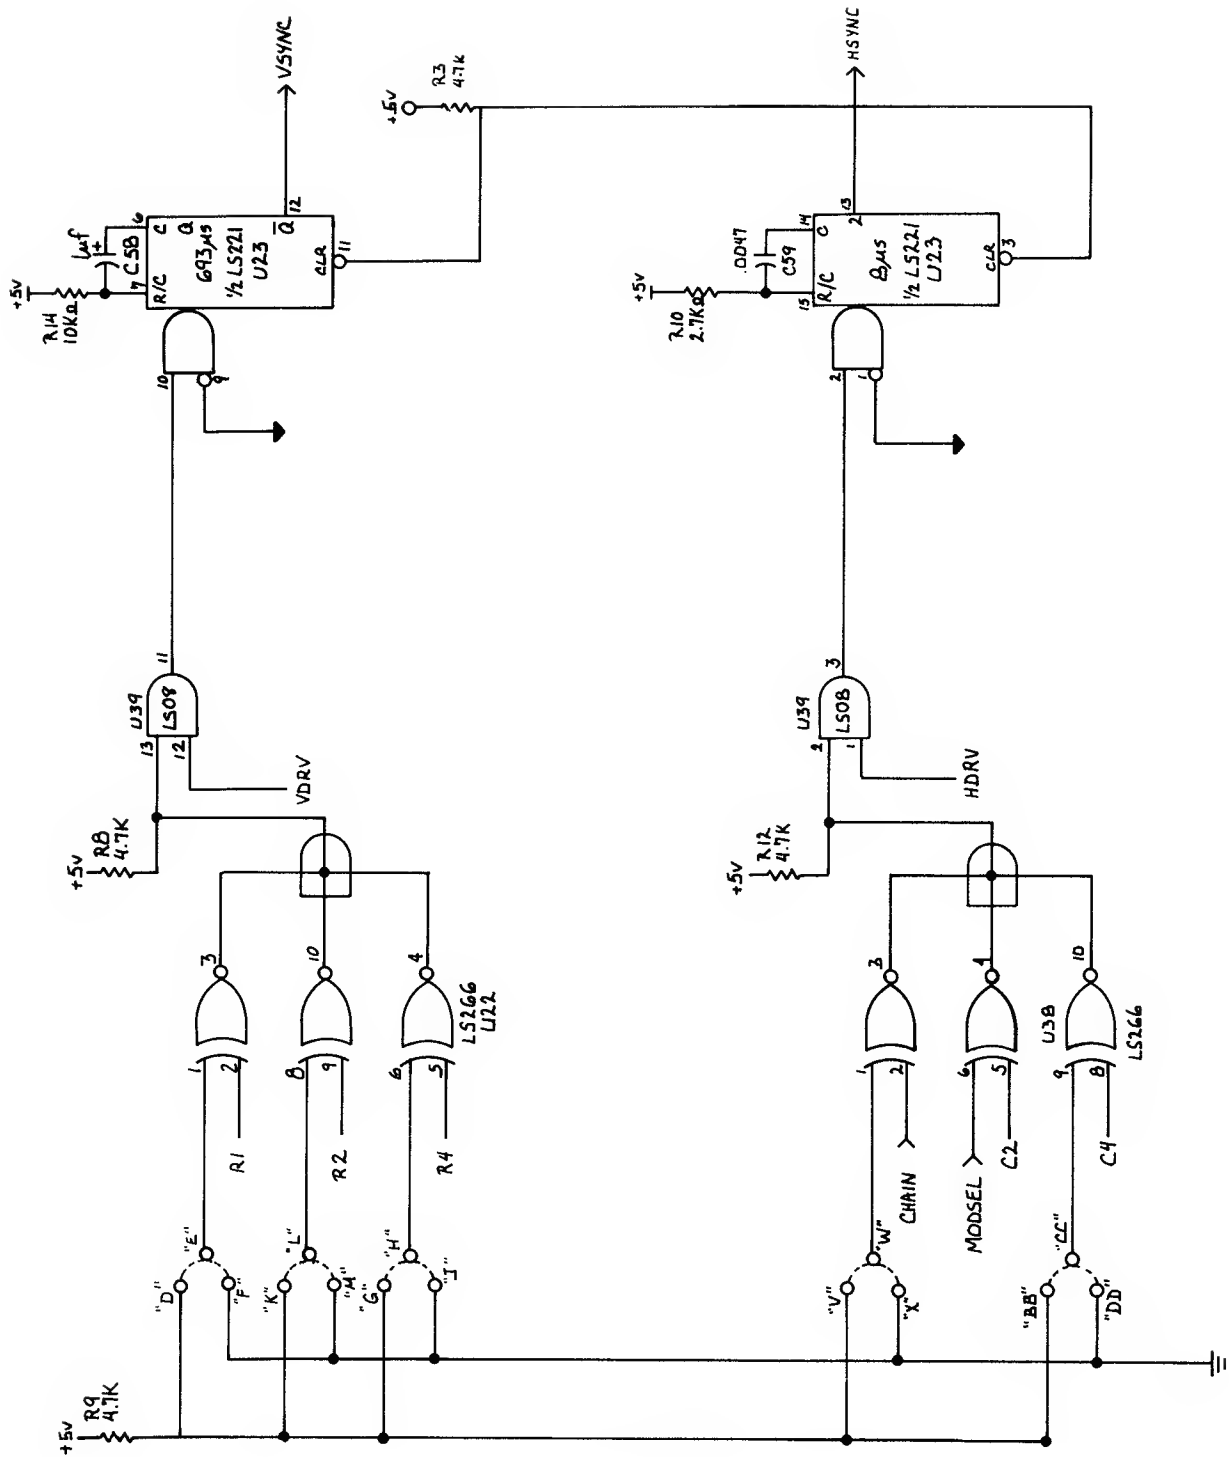 VSYNC
HSYNC
+5V
R3
4.7K
+5V
R14
10KΩ
1µf
+
C58
7
6
R/C
C
Q
693µs
1/2 LS221
U23
Q
12
CLR
11
10
9
+5V
R10
2.7KΩ
.0047
C59
15
14
R/C
C
2
13
8µs
1/2 LS221
U23
CLR
3
2
1
11
U39
LS08
13
12
VDRV
+5V
R8
4.7K
3
U39
LS08
2
1
HDRV
+5V
R12
4.7K
3
10
4
LS266
U22
1
2
8
9
6
5
R1
R2
R4
3
4
10
U38
LS266
1
2
6
5
9
8
CHAIN
MODSEL
C2
C4
"D"
"E"
"F"
"K"
"L"
"M"
"G"
"H"
"J"
"V"
"W"
"X"
"BB"
"CC"
"DD"
+5V
R9
4.7K